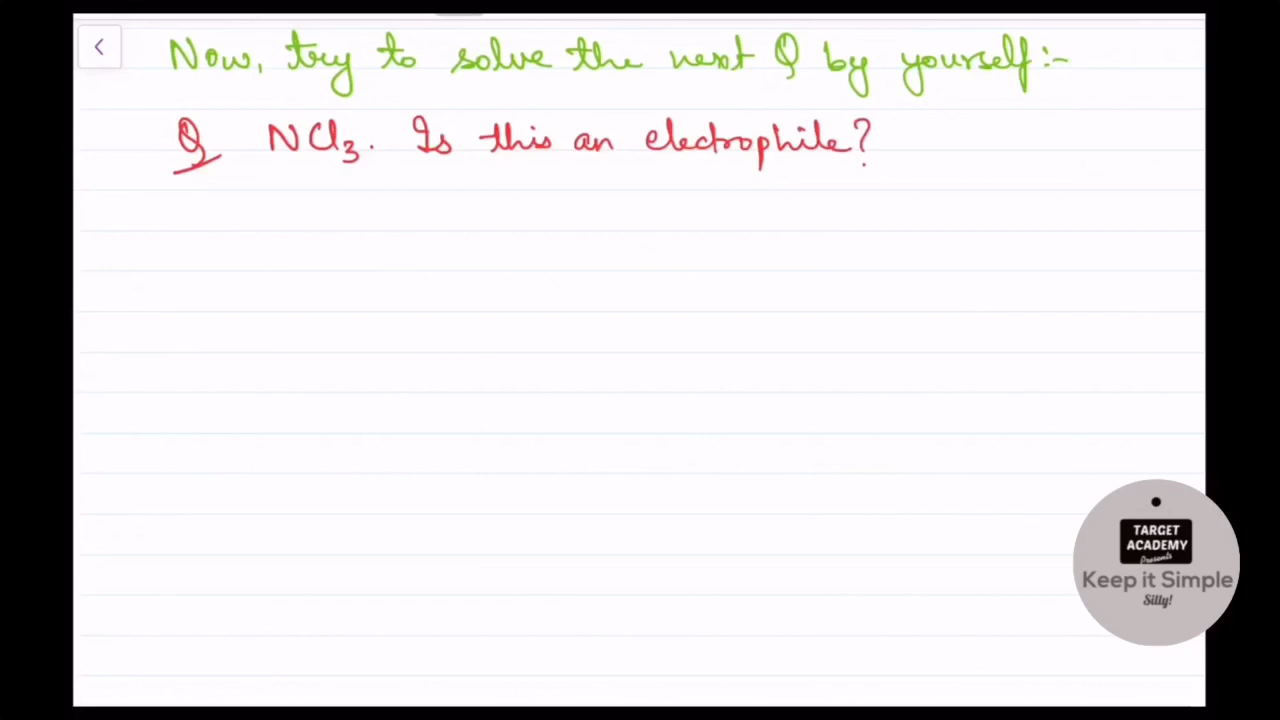 Now, try to solve the next Q by yourself:-
Q NCl3. Is this an electrophile?
TARGET
ACADEMY
Presents
Keep it Simple
Silly!